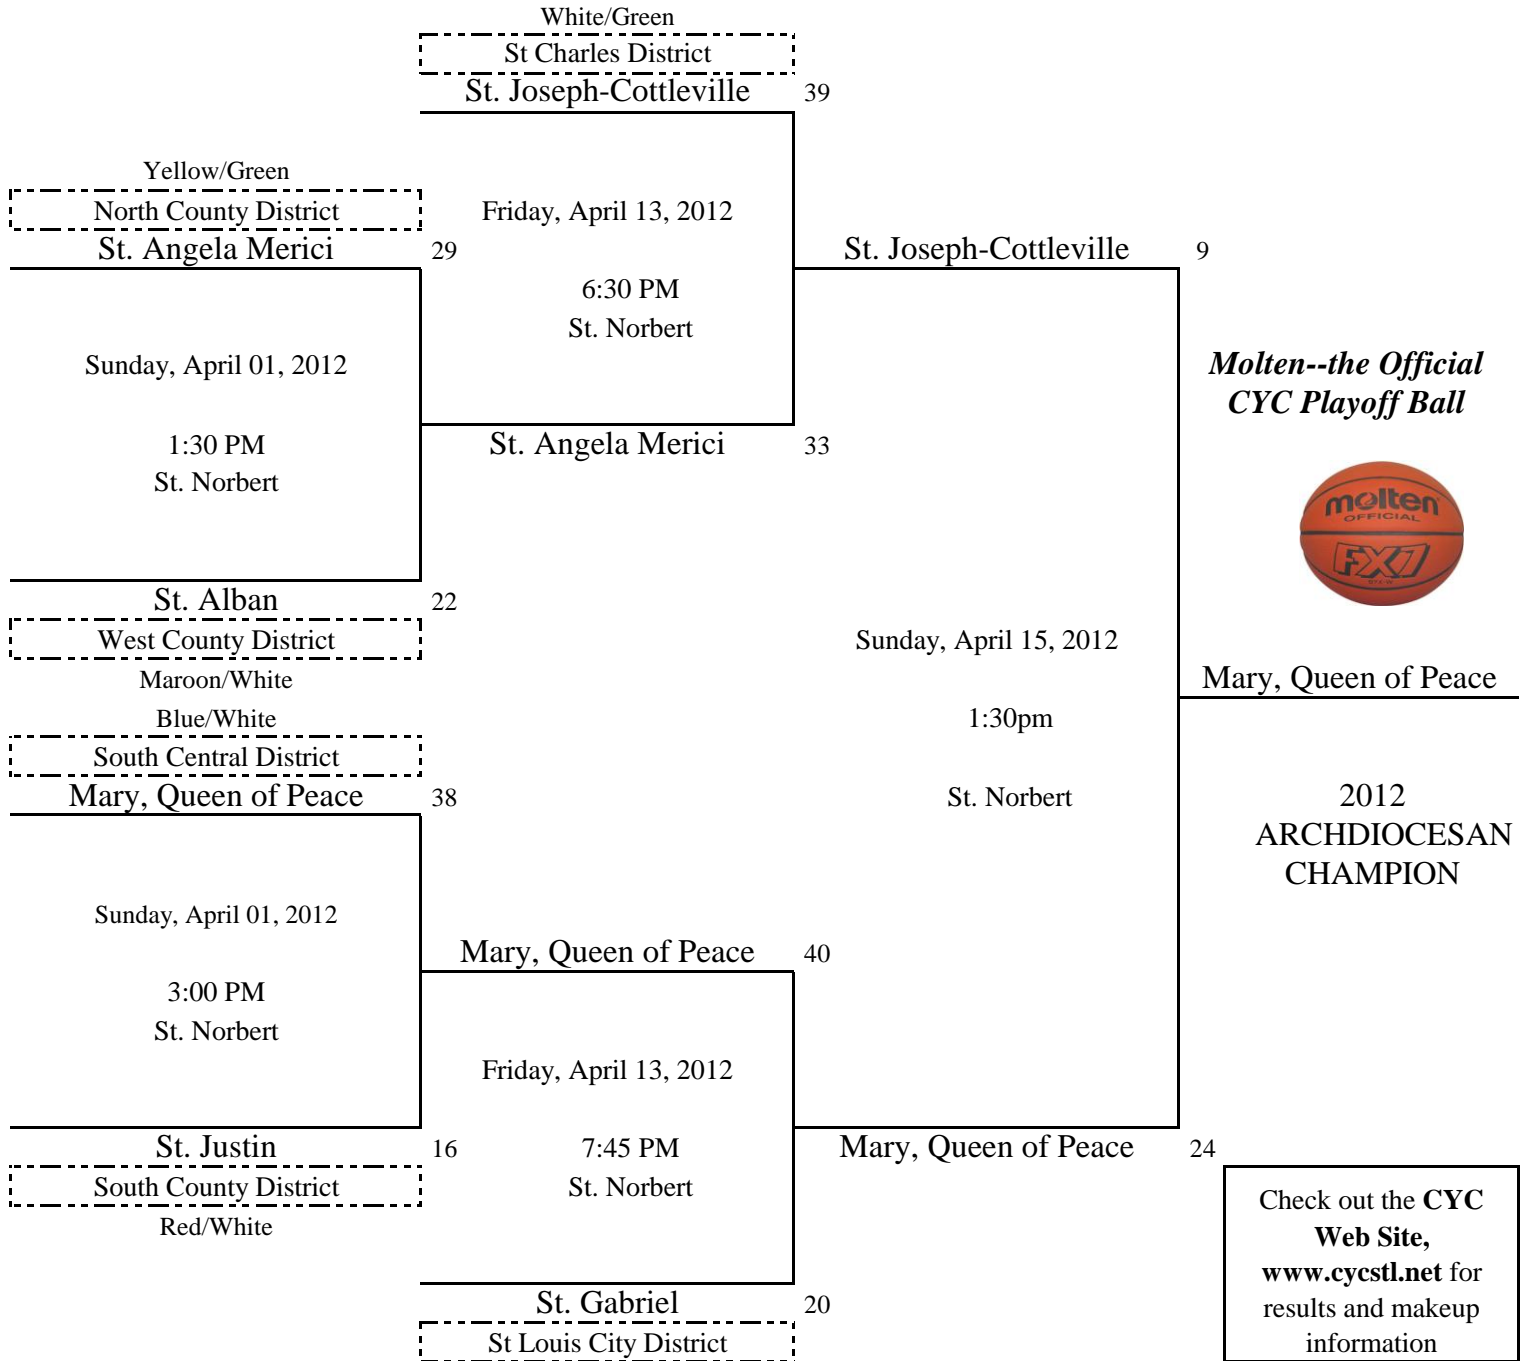 White/Green
St Charles District
St. Joseph-Cottleville 39
Yellow/Green
North County District
Friday, April 13, 2012
St. Angela Merici 29
St. Joseph-Cottleville 9
6:30 PM
St. Norbert
Sunday, April 01, 2012
Molten--the Official
CYC Playoff Ball
1:30 PM
St. Norbert
St. Angela Merici 33
molten
OFFICIAL
FX7
St. Alban 22
West County District
Sunday, April 15, 2012
Maroon/White
Mary, Queen of Peace
Blue/White
1:30pm
South Central District
Mary, Queen of Peace 38
St. Norbert
2012
ARCHDIOCESAN
CHAMPION
Sunday, April 01, 2012
Mary, Queen of Peace 40
3:00 PM
St. Norbert
Friday, April 13, 2012
St. Justin 16
7:45 PM
Mary, Queen of Peace 24
South County District
St. Norbert
Red/White
Check out the CYC
Web Site,
www.cycstl.net for
results and makeup
information
St. Gabriel 20
St Louis City District